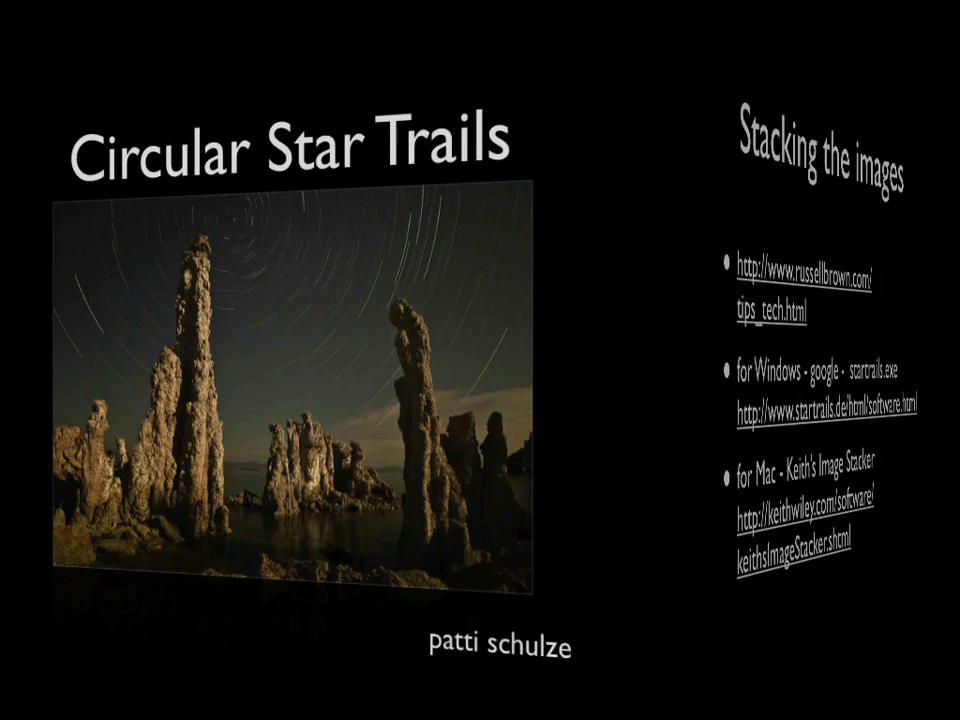 Circular Star Trails
patti schulze
Stacking the images
• http://www.russellbrown.com/
tips_tech.html
• for Windows - google - startrails.exe
http://www.startrails.de/html/software.html
• for Mac - Keith's Image Stacker
http://keithwiley.com/software/
keithsImageStacker.shtml